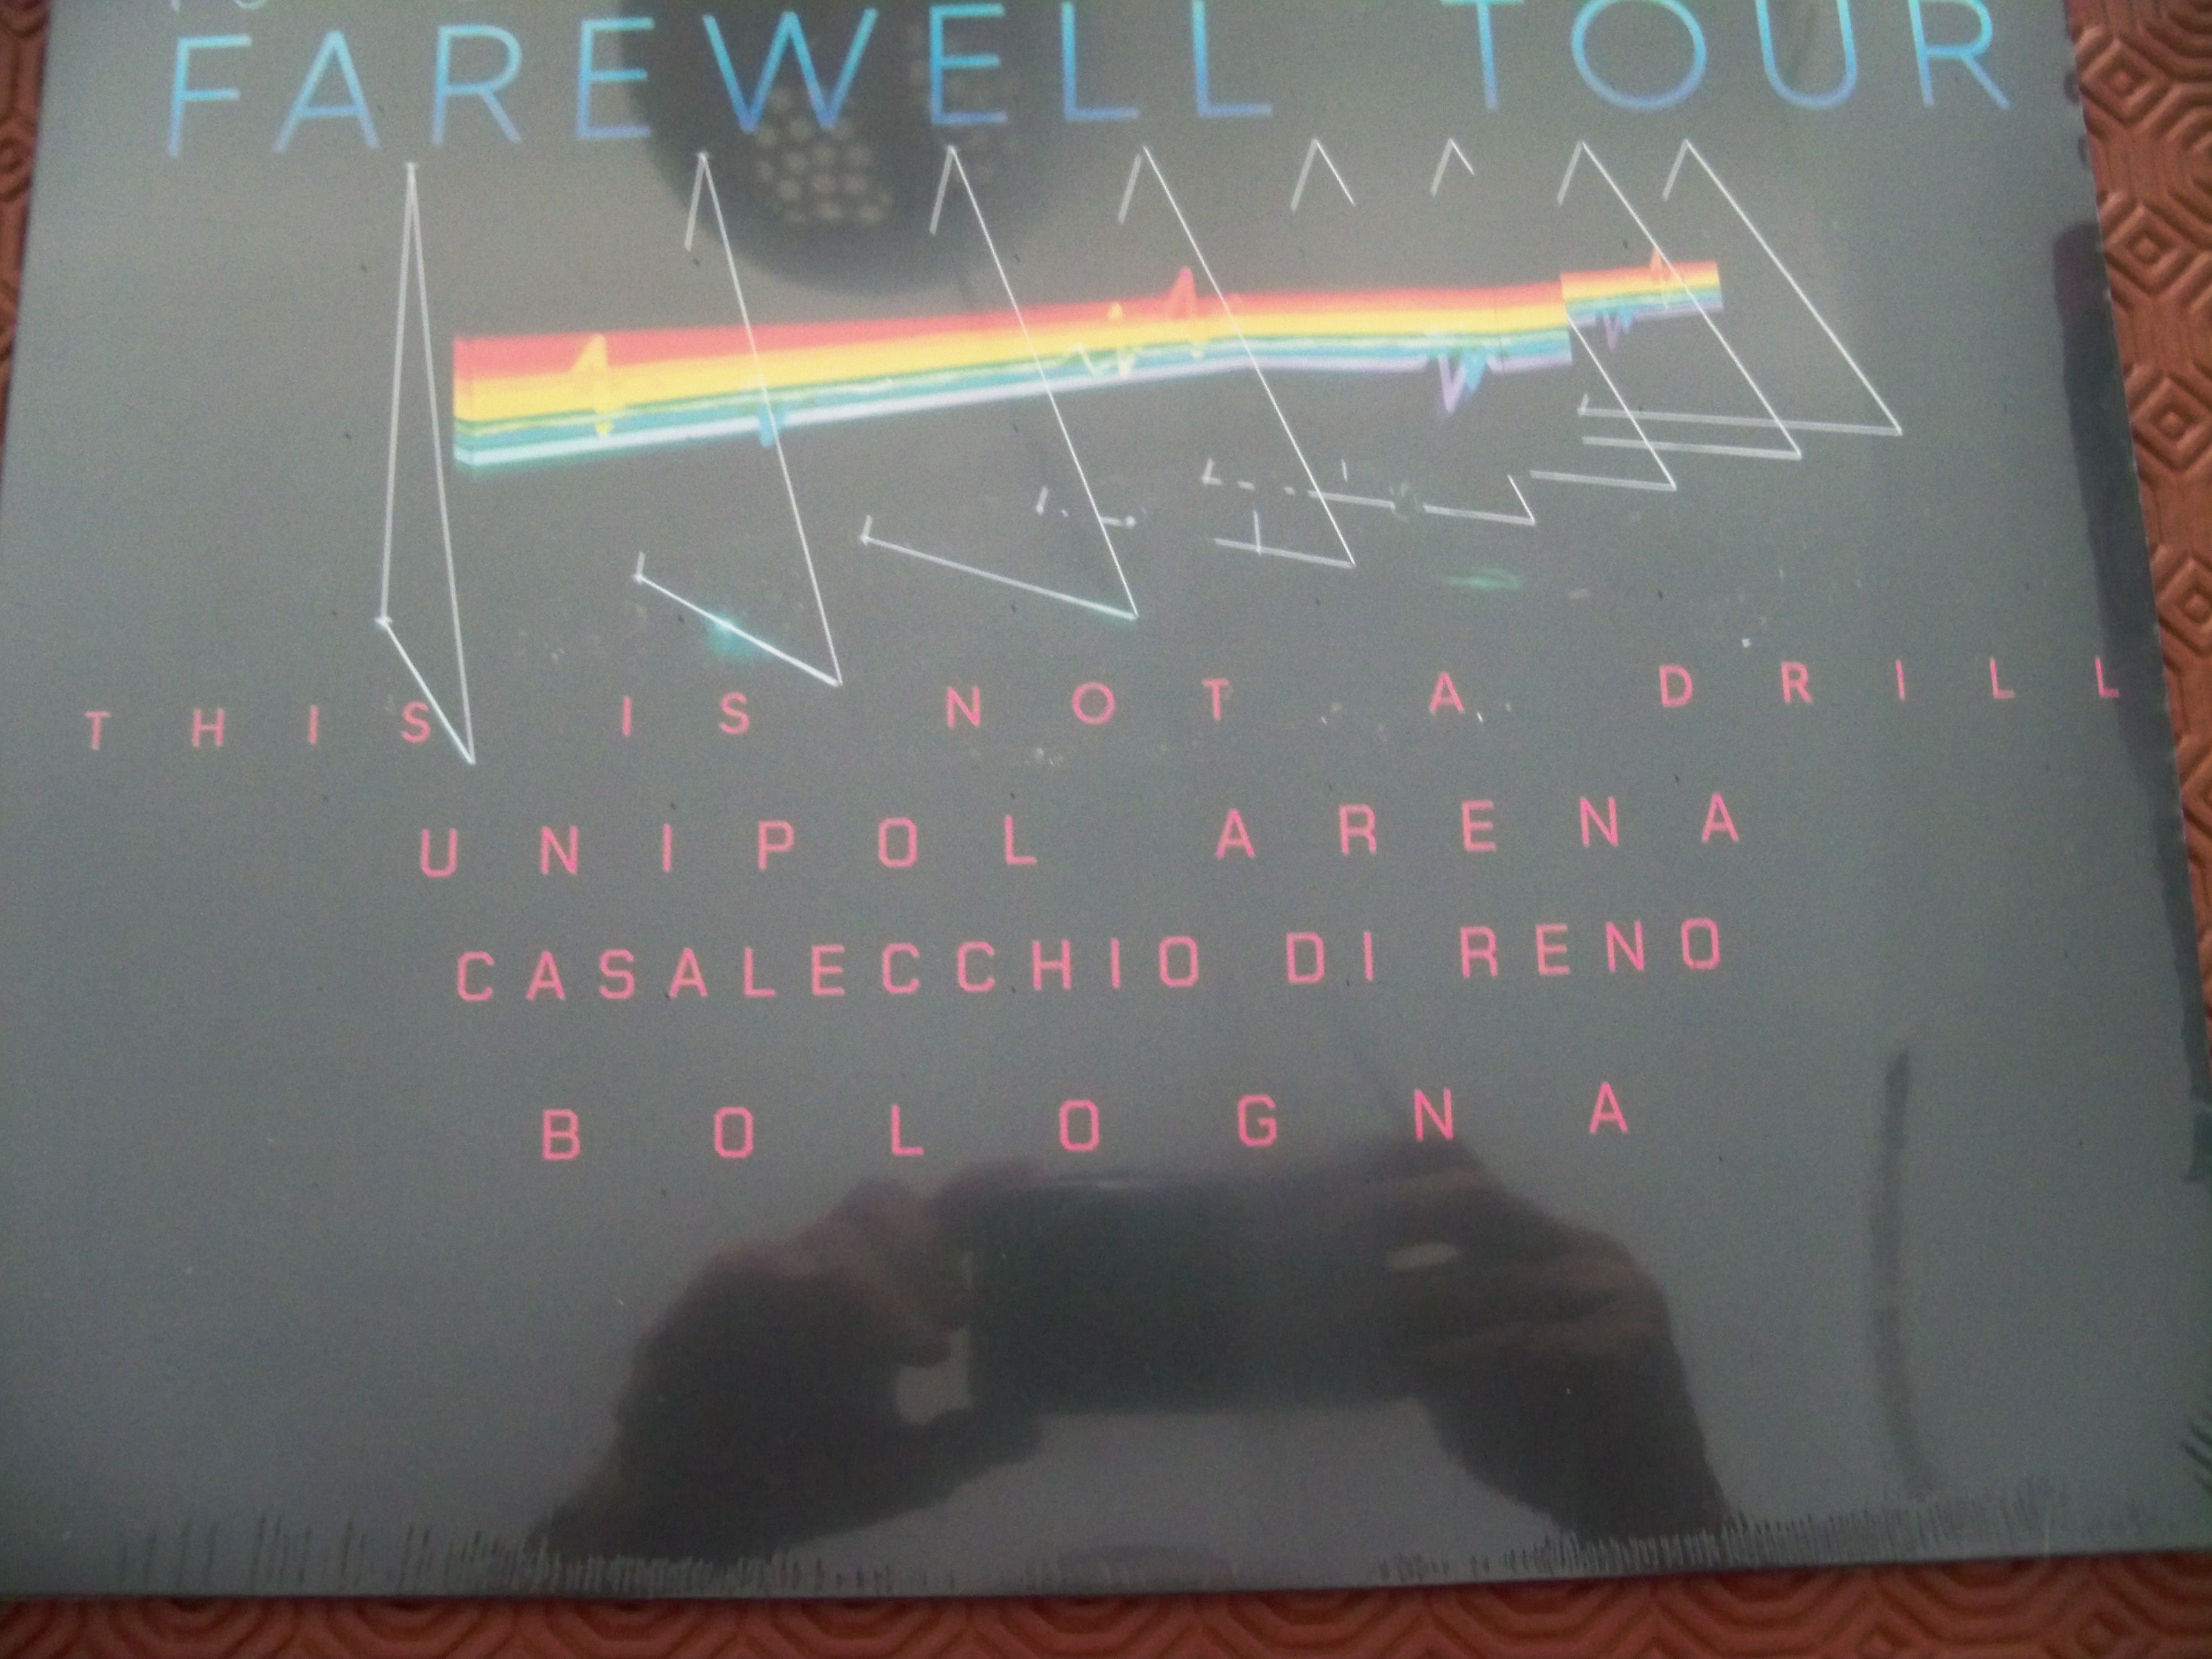 FAREWELL TOUR
THIS IS NOT A DRILL
UNIPOL ARENA
CASALECCHIO DI RENO
BOLOGNA